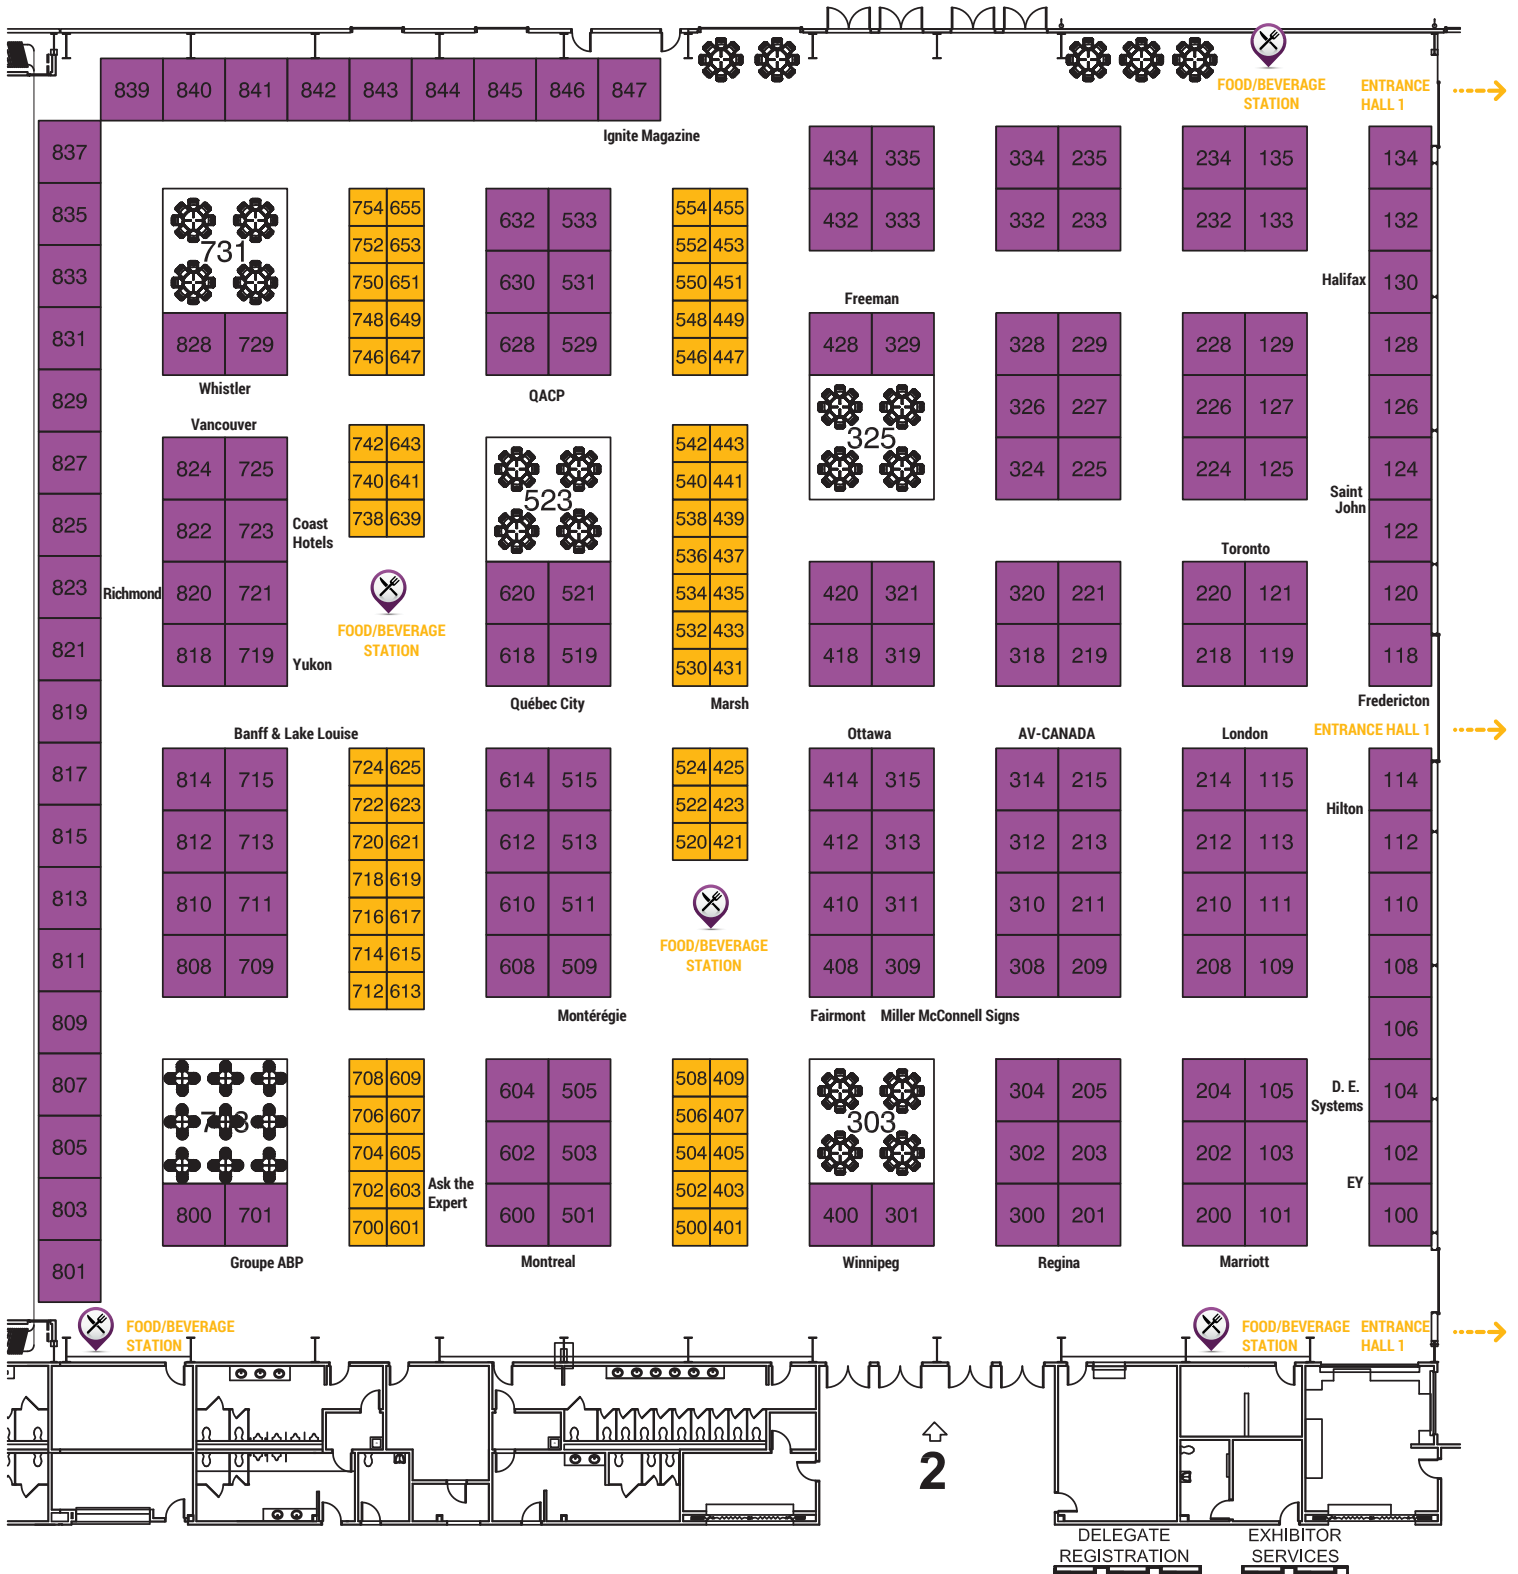 839 840 841 842 843 844 845 846 847
FOOD/BEVERAGE
STATION
ENTRANCE
HALL 1
Ignite Magazine
837
434 335
334 235
234 135
134
835
754 655
632 533
554 455
432 333
332 233
232 133
132
731
752 653
552 453
833
750 651
630 531
550 451
Halifax
130
Freeman
748 649
548 449
831
828 729
746 647
628 529
546 447
428 329
328 229
228 129
128
Whistler
QACP
829
326 227
226 127
126
Vancouver
742 643
542 443
325
827
824 725
740 641
540 441
324 225
224 125
124
523
Saint
John
825
822 723
Coast
Hotels
738 639
538 439
122
536 437
Toronto
823
Richmond
820 721
620 521
534 435
420 321
320 221
220 121
120
FOOD/BEVERAGE
STATION
532 433
821
818 719
Yukon
618 519
530 431
418 319
318 219
218 119
118
Québec City
Marsh
Fredericton
819
Banff & Lake Louise
Ottawa
AV-CANADA
London
ENTRANCE HALL 1
817
814 715
724 625
614 515
524 425
414 315
314 215
214 115
114
722 623
522 423
Hilton
815
812 713
720 621
612 513
520 421
412 313
312 213
212 113
112
718 619
813
810 711
716 617
610 511
410 311
310 211
210 111
110
FOOD/BEVERAGE
STATION
811
808 709
714 615
608 509
408 309
308 209
208 109
108
712 613
Montérégie
Fairmont
Miller McConnell Signs
809
106
807
708 609
604 505
508 409
304 205
204 105
D. E.
Systems
104
706 607
506 407
303
805
704 605
602 503
504 405
302 203
202 103
102
702 603
Ask the
Expert
502 403
EY
803
800 701
700 601
600 501
500 401
400 301
300 201
200 101
100
Groupe ABP
Montreal
Winnipeg
Regina
Marriott
801
FOOD/BEVERAGE
STATION
FOOD/BEVERAGE
STATION
ENTRANCE
HALL 1
2
DELEGATE
REGISTRATION
EXHIBITOR
SERVICES